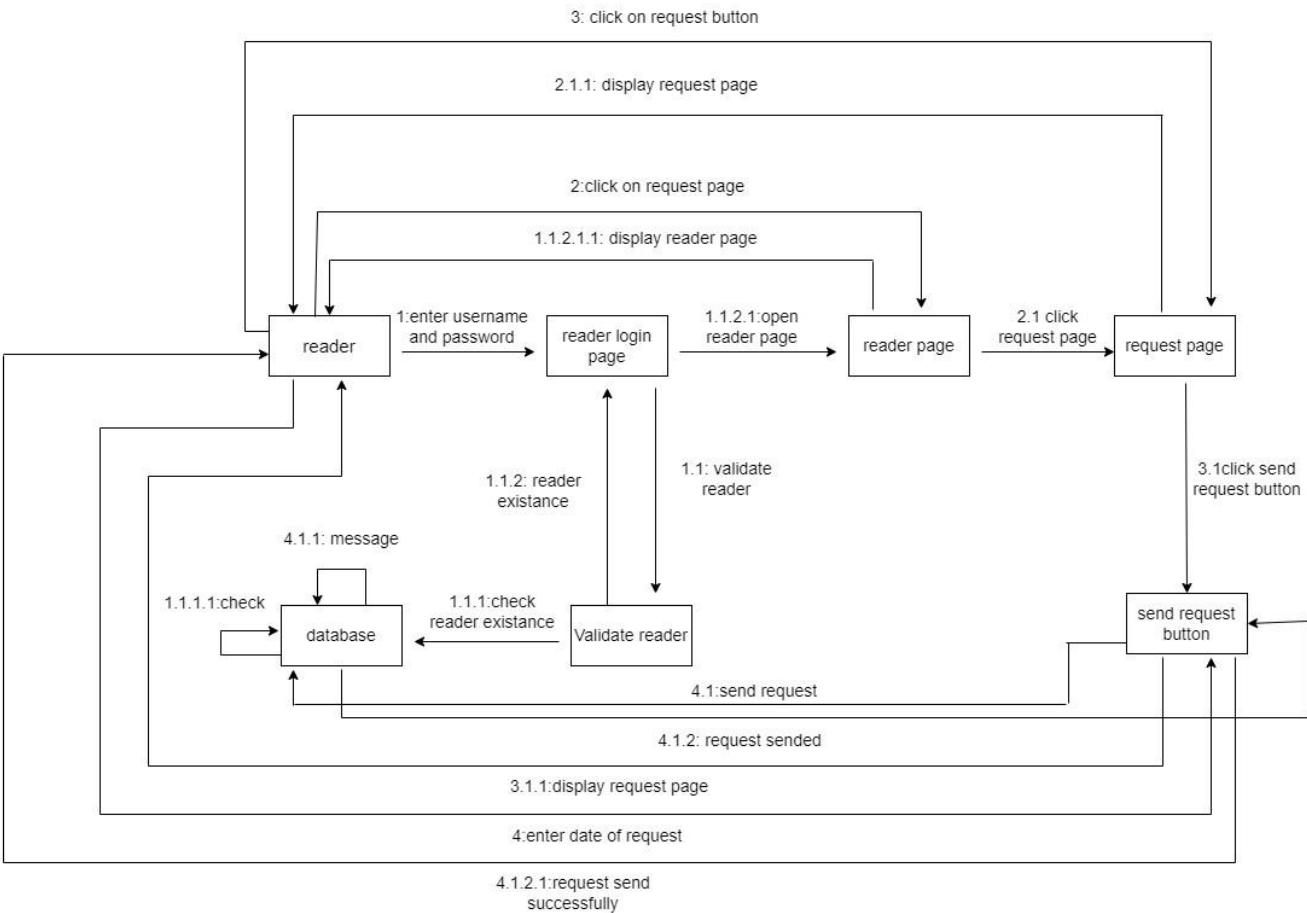 3: click on request button
2.1.1: display request page
2:click on request page
1.1.2.1.1: display reader page
1:enter username
and password
1.1.2.1:open
reader page
2.1 click
request page
reader
reader login
page
reader page
request page
1.1.2: reader
existance
1.1: validate
reader
3.1click send
request button
4.1.1: message
1.1.1.1:check
1.1.1:check
reader existance
database
Validate reader
send request
button
4.1:send request
4.1.2: request sended
3.1.1:display request page
4:enter date of request
4.1.2.1:request send
successfully